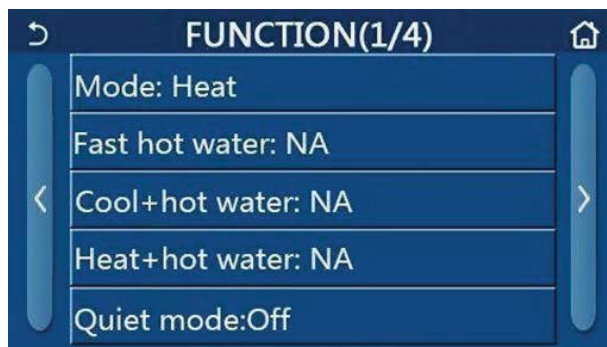 FUNCTION(1/4)
Mode: Heat
Fast hot water: NA
Cool+hot water: NA
Heat+hot water: NA
Quiet mode:Off